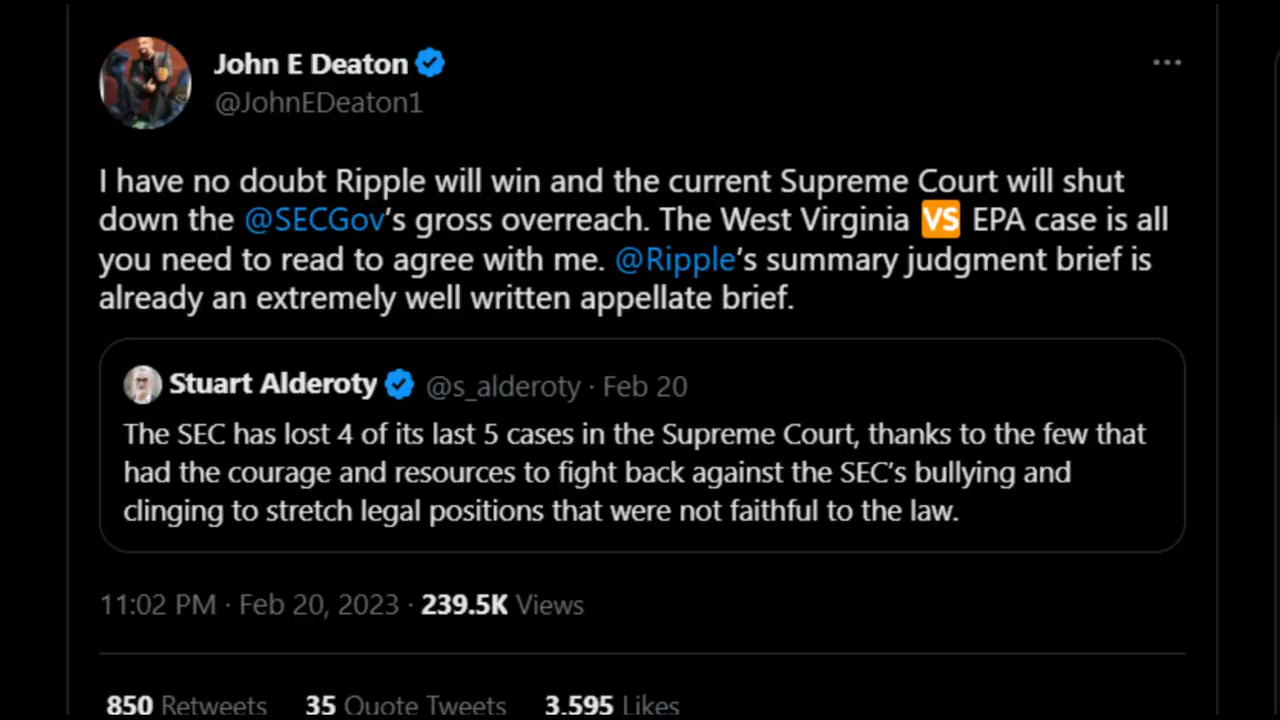 John E Deaton
@JohnEDeaton1
I have no doubt Ripple will win and the current Supreme Court will shut
down the @SECGov's gross overreach. The West Virginia 🆚 EPA case is all
you need to read to agree with me. @Ripple's summary judgment brief is
already an extremely well written appellate brief.
Stuart Alderoty @s_alderoty · Feb 20
The SEC has lost 4 of its last 5 cases in the Supreme Court, thanks to the few that
had the courage and resources to fight back against the SEC's bullying and
clinging to stretch legal positions that were not faithful to the law.
11:02 PM · Feb 20, 2023 · 239.5K Views
850 Retweets 35 Quote Tweets 3,595 Likes